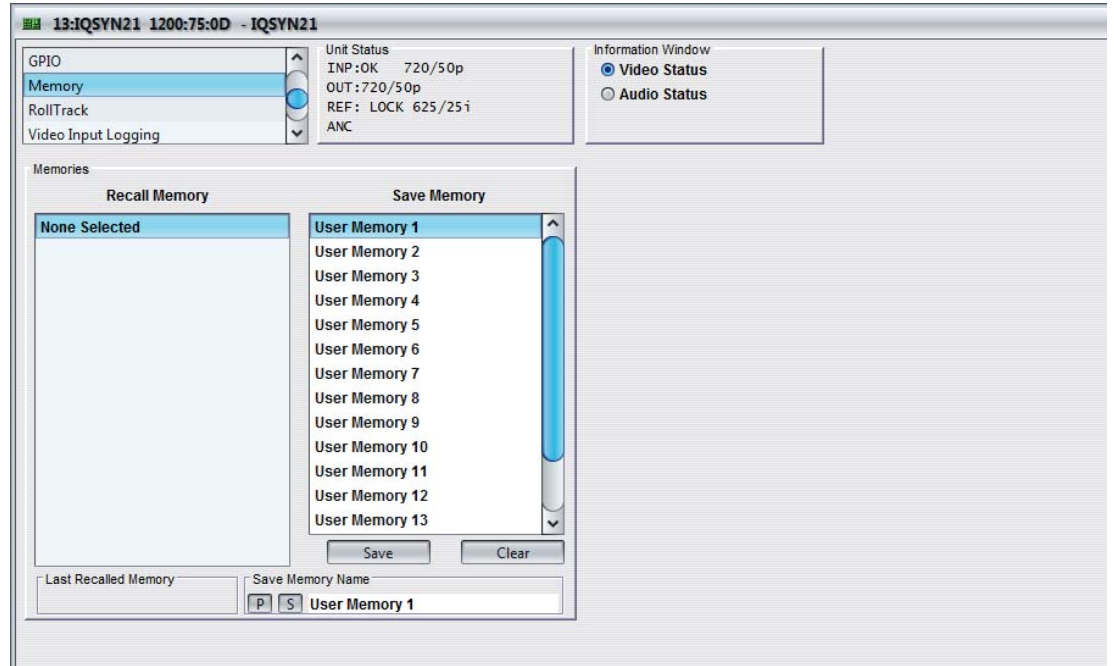 13:IQSYN21 1200:75:0D - IQSYN21
GPIO
Memory
RollTrack
Video Input Logging
Unit Status
INP:OK 720/50p
OUT:720/50p
REF: LOCK 625/25i
ANC
Information Window
Video Status
Audio Status
Memories
Recall Memory
None Selected
Save Memory
User Memory 1
User Memory 2
User Memory 3
User Memory 4
User Memory 5
User Memory 6
User Memory 7
User Memory 8
User Memory 9
User Memory 10
User Memory 11
User Memory 12
User Memory 13
Save Clear
Last Recalled Memory
Save Memory Name
P S User Memory 1